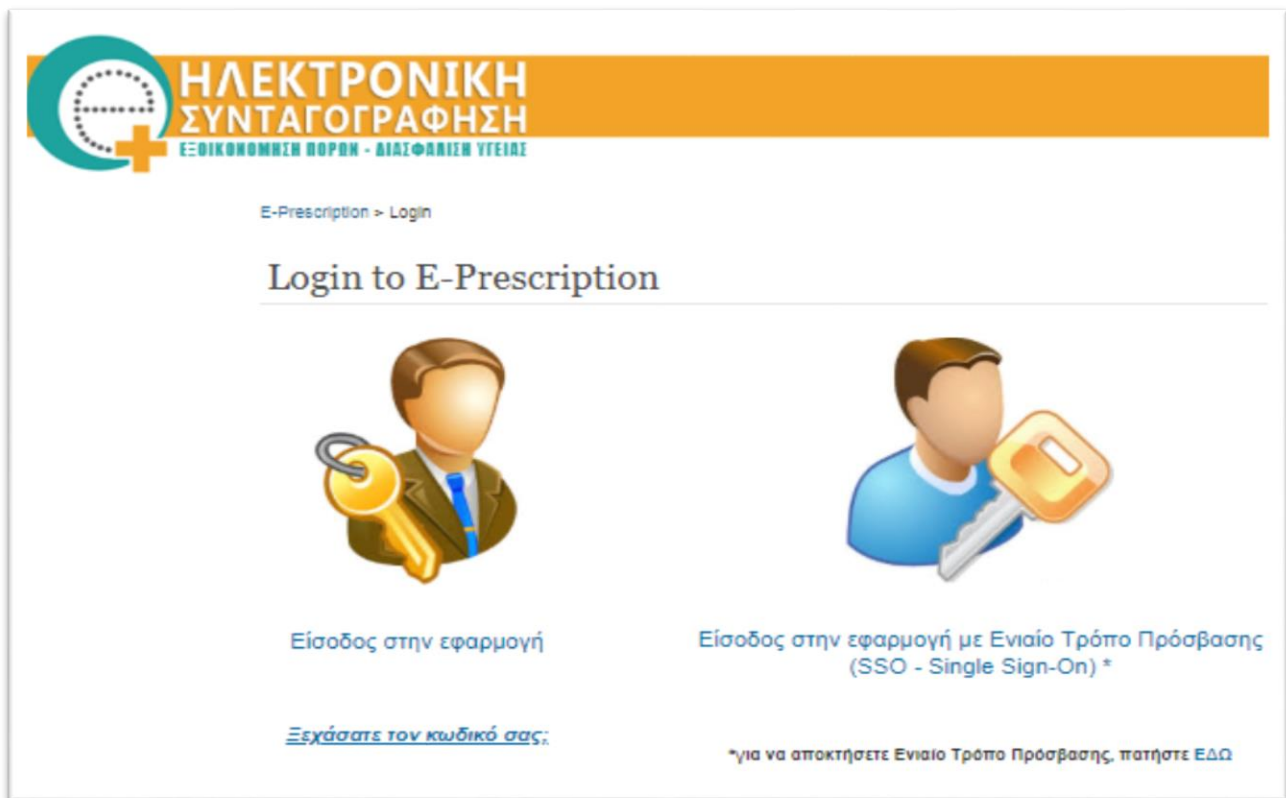 ΗΛΕΚΤΡΟΝΙΚΗ
ΣΥΝΤΑΓΟΓΡΑΦΗΣΗ
ΕΞΟΙΚΟΝΟΜΗΣΗ ΠΟΡΩΝ - ΔΙΑΣΦΑΛΙΣΗ ΥΓΕΙΑΣ
E-Prescription > Login
Login to E-Prescription
Είσοδος στην εφαρμογή
Είσοδος στην εφαρμογή με Ενιαίο Τρόπο Πρόσβασης
(SSO - Single Sign-On) *
Ξεχάσατε τον κωδικό σας;
*για να αποκτήσετε Ενιαίο Τρόπο Πρόσβασης, πατήστε ΕΔΩ